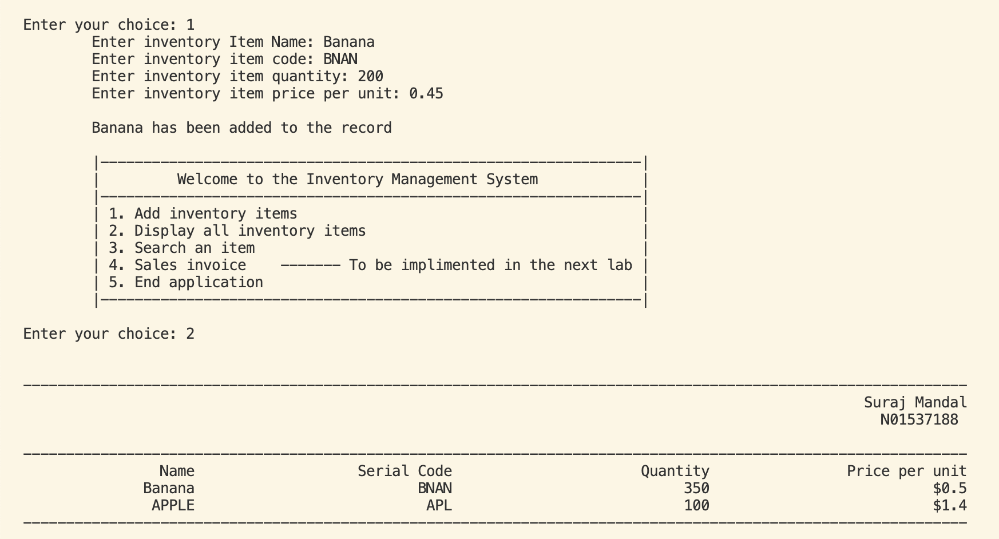 Enter your choice: 1
Enter inventory Item Name: Banana
Enter inventory item code: BNAN
Enter inventory item quantity: 200
Enter inventory item price per unit: 0.45
Banana has been added to the record
|---------------------------------------------------------------|
| Welcome to the Inventory Management System |
|---------------------------------------------------------------|
| 1. Add inventory items |
| 2. Display all inventory items |
| 3. Search an item |
| 4. Sales invoice ------- To be implimented in the next lab |
| 5. End application |
|---------------------------------------------------------------|
Enter your choice: 2
--------------------------------------------------------------------------------------------------------------
Suraj Mandal
N01537188
--------------------------------------------------------------------------------------------------------------
Name Serial Code Quantity Price per unit
Banana BNAN 350 $0.5
APPLE APL 100 $1.4
--------------------------------------------------------------------------------------------------------------